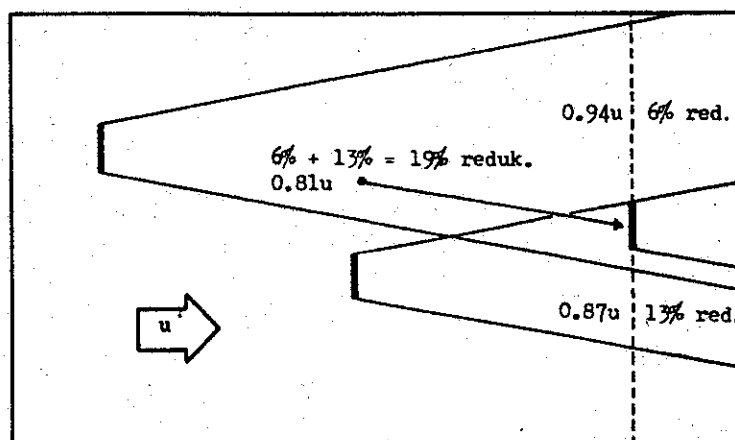 0.94u 6% red.
6% + 13% = 19% reduk.
0.81u
0.87u 13% red.
u